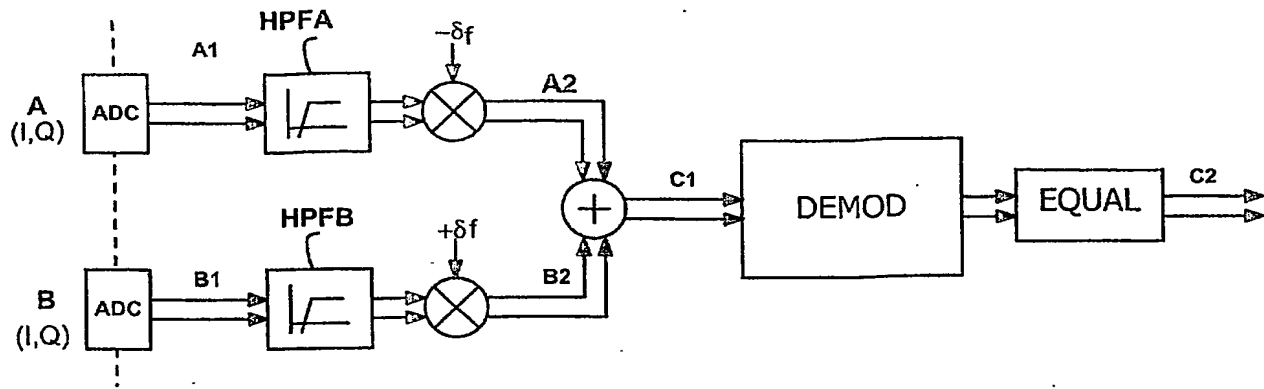 HPFA
−δf
A1
A2
A
(I,Q)
ADC
C1
C2
DEMOD
EQUAL
HPFB
+δf
B1
B2
B
(I,Q)
ADC